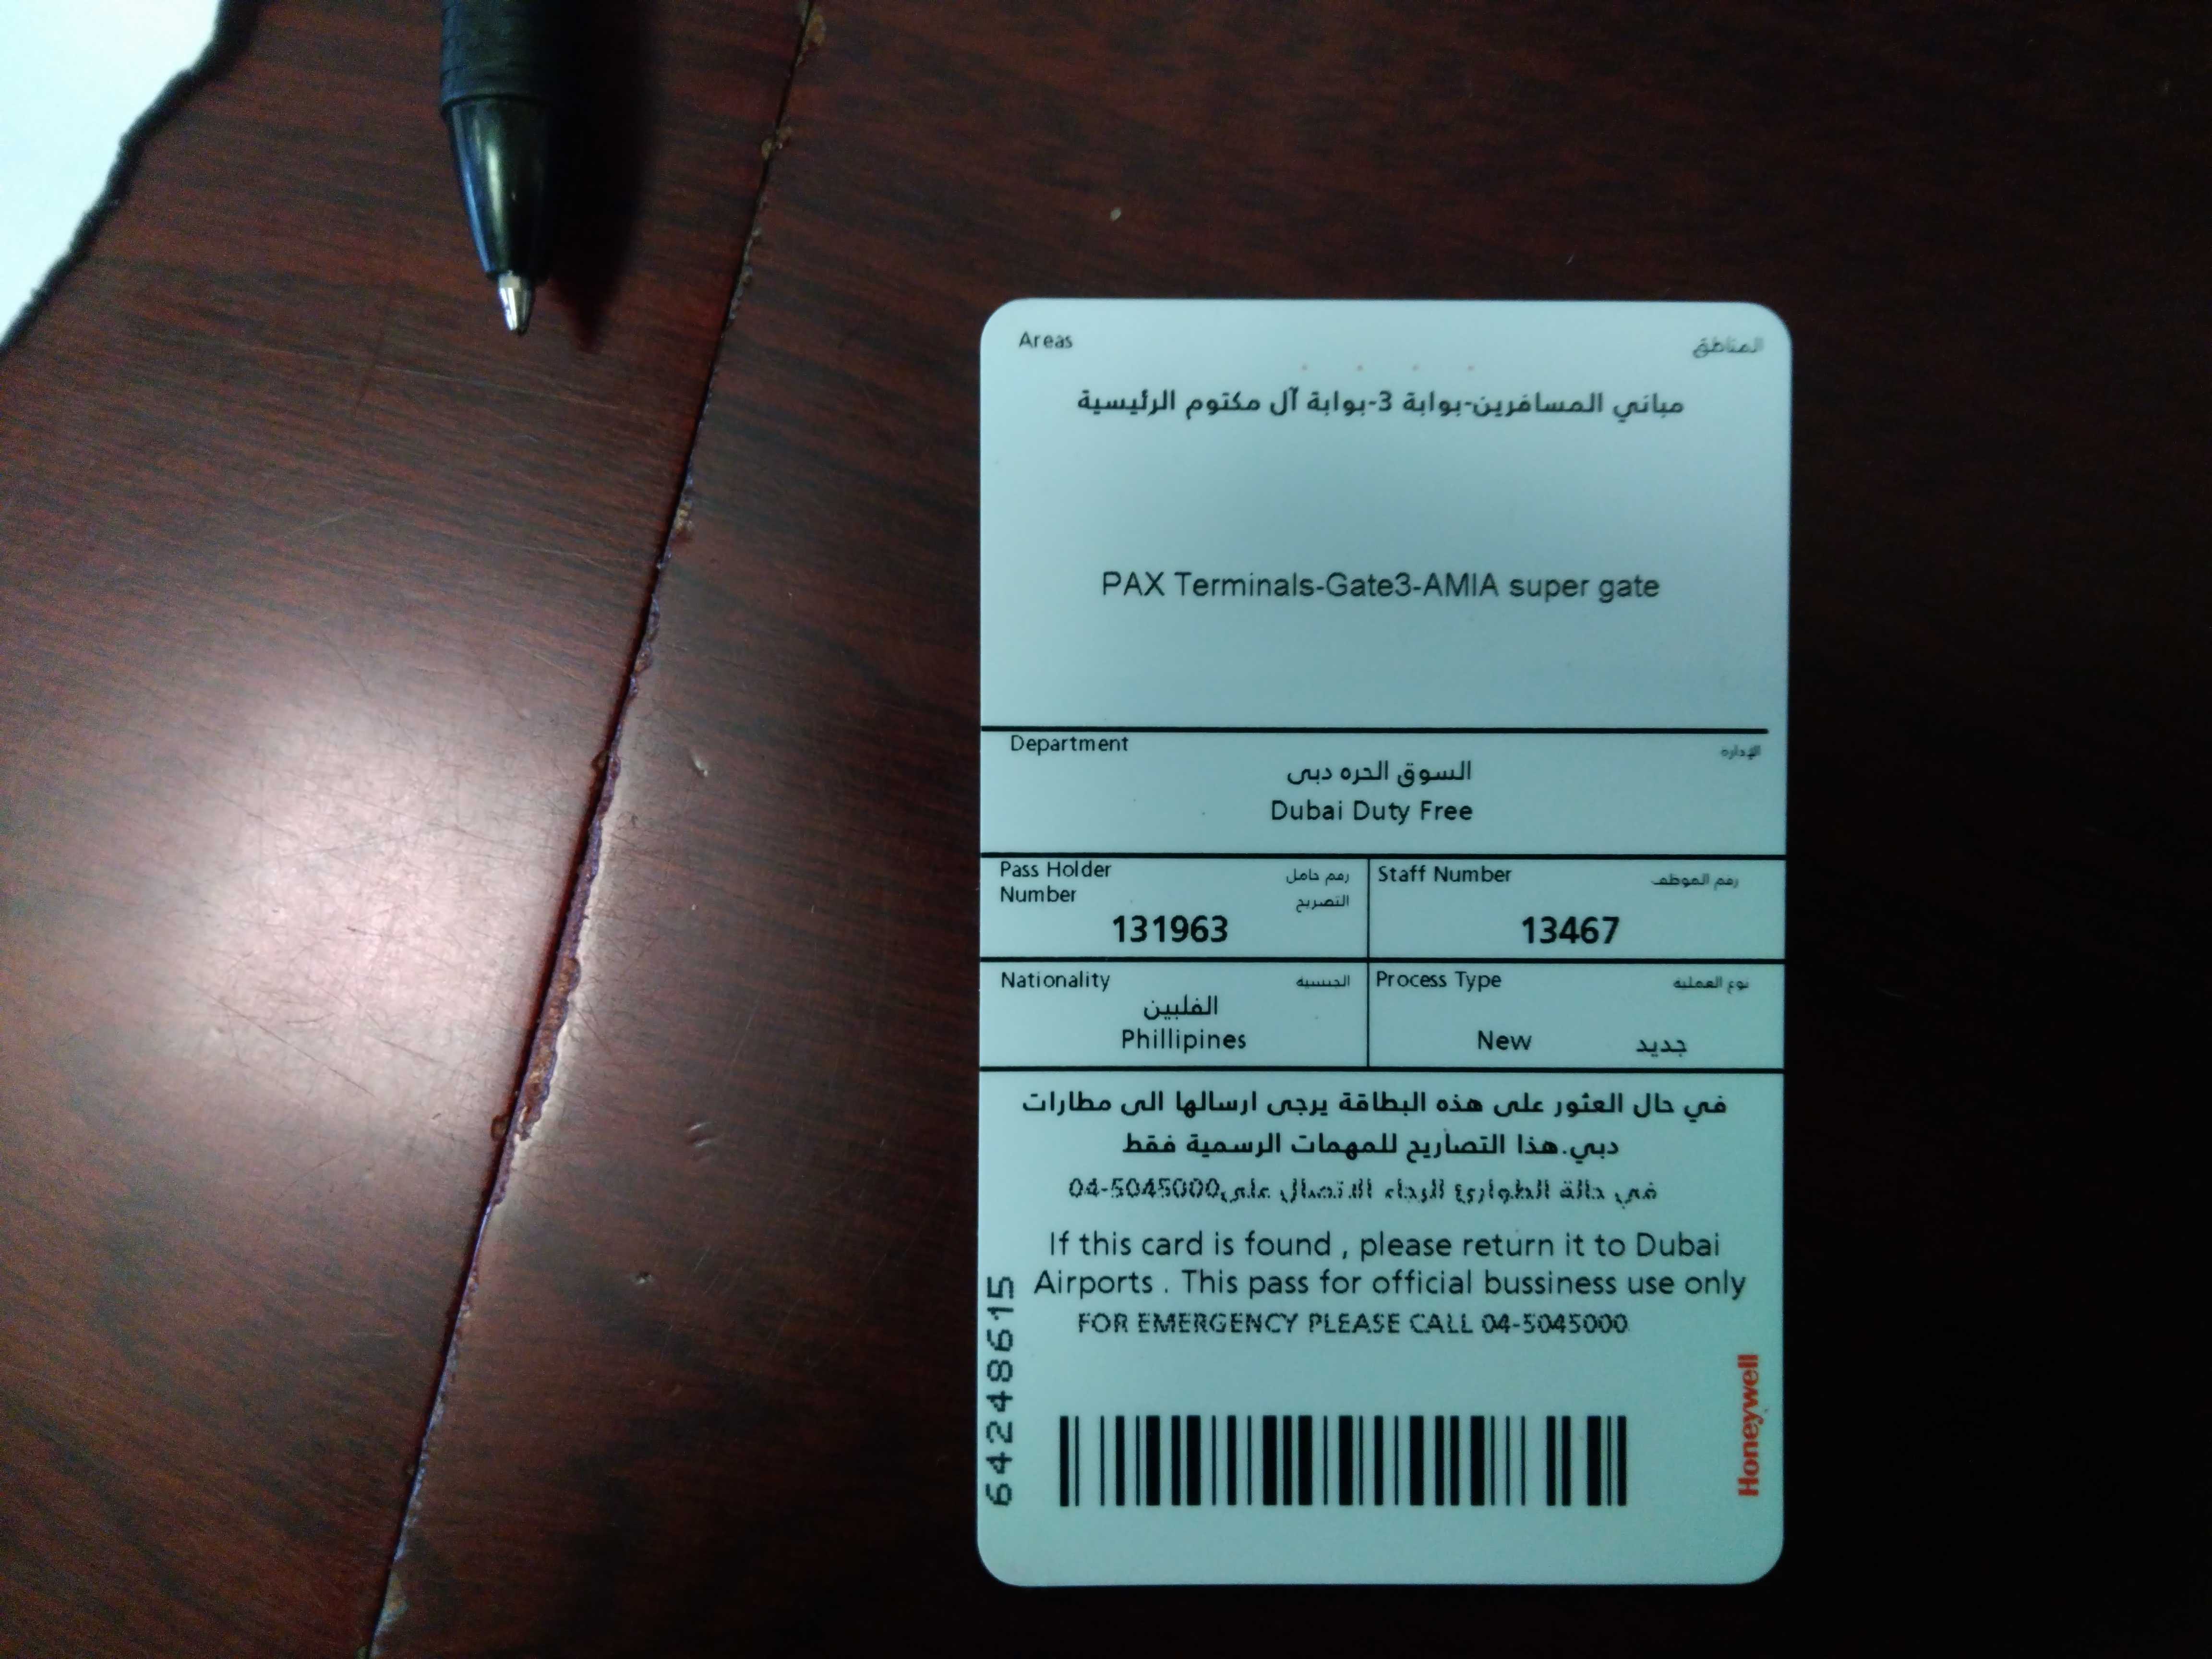 Areas المناطق
مباني المسافرين-بوابة 3-بوابة آل مكتوم الرئيسية
PAX Terminals-Gate3-AMIA super gate
Department الإدارة
السوق الحره دبى
Dubai Duty Free
Pass Holder رقم حامل
Number التصريح
131963
Staff Number رقم الموظف
13467
Nationality الجنسية
الفلبين
Phillipines
Process Type نوع العملية
New جديد
في حال العثور على هذه البطاقة يرجى ارسالها الى مطارات
دبي.هذا التصاريح للمهمات الرسمية فقط
في حالة الطوارئ الرجاء الاتصال على04-5045000
If this card is found , please return it to Dubai
Airports . This pass for official bussiness use only
FOR EMERGENCY PLEASE CALL 04-5045000
64248615
Honeywell